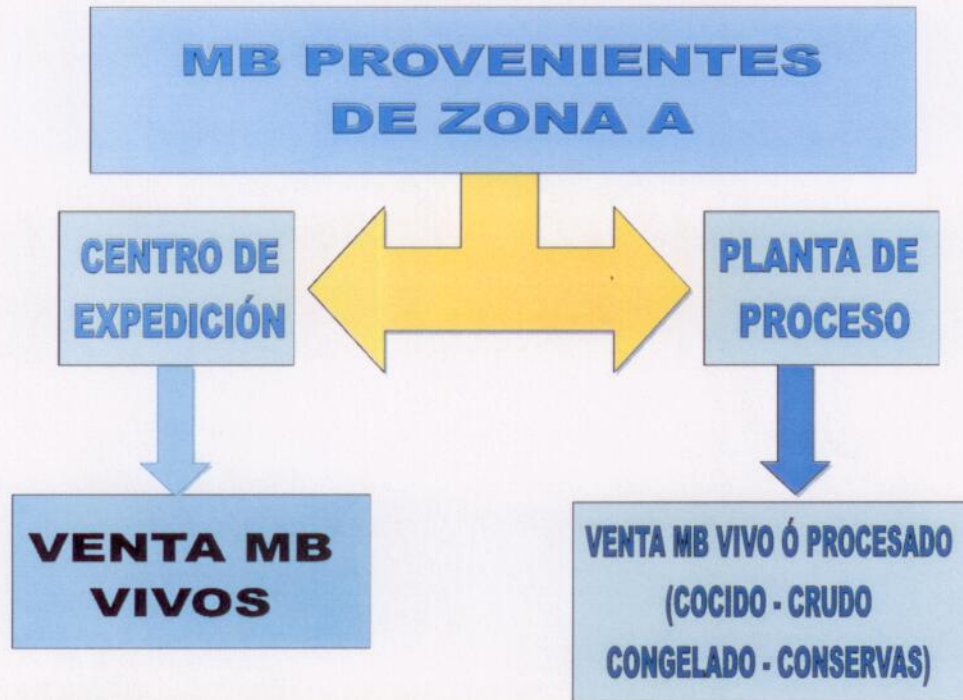 MB PROVENIENTES
DE ZONA A
CENTRO DE
EXPEDICIÓN
PLANTA DE
PROCESO
VENTA MB
VIVOS
VENTA MB VIVO Ó PROCESADO
(COCIDO - CRUDO
CONGELADO - CONSERVAS)